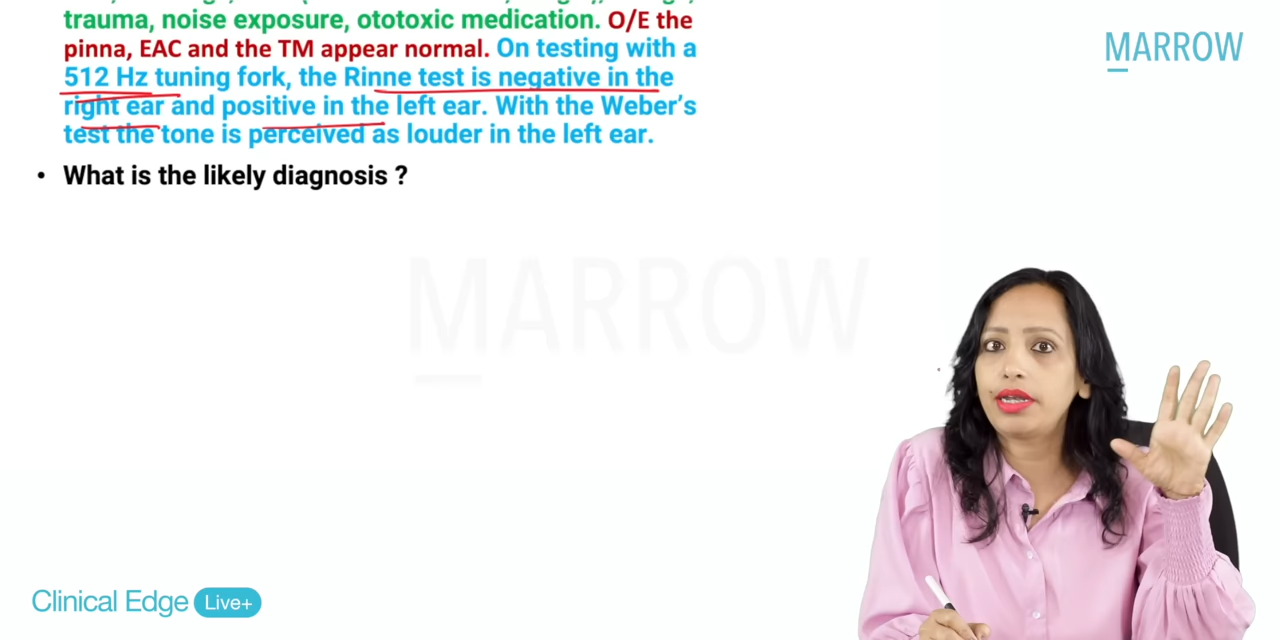 trauma, noise exposure, ototoxic medication. O/E the
pinna, EAC and the TM appear normal. On testing with a
512 Hz tuning fork, the Rinne test is negative in the
right ear and positive in the left ear. With the Weber's
test the tone is perceived as louder in the left ear.
• What is the likely diagnosis ?
MARROW
MARROW
Clinical Edge Live+